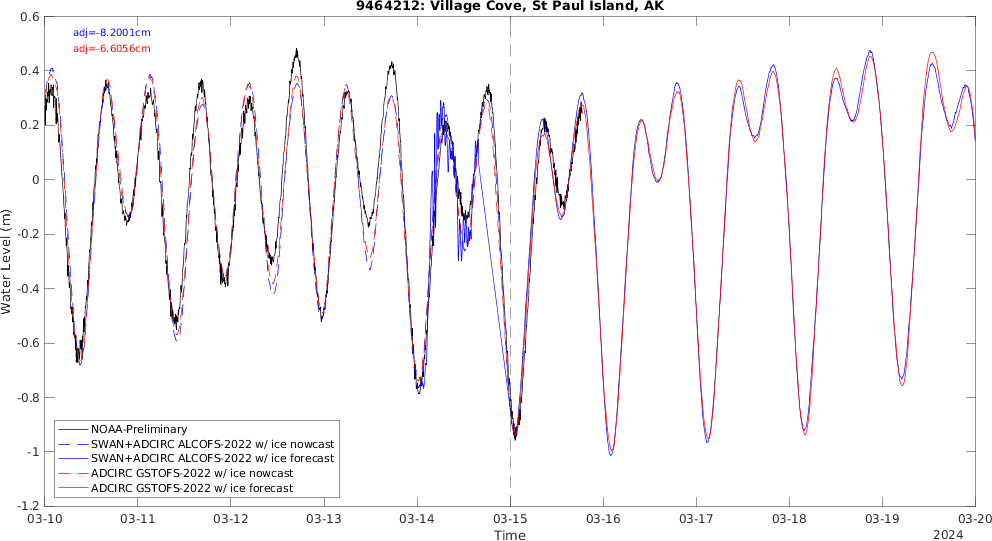 9464212: Village Cove, St Paul Island, AK
adj=-8.2001cm
adj=-6.6056cm
0.6
0.4
0.2
0
-0.2
-0.4
-0.6
-0.8
-1
-1.2
Water Level (m)
NOAA-Preliminary
SWAN+ADCIRC ALCOFS-2022 w/ ice nowcast
SWAN+ADCIRC ALCOFS-2022 w/ ice forecast
ADCIRC GSTOFS-2022 w/ ice nowcast
ADCIRC GSTOFS-2022 w/ ice forecast
03-10 03-11 03-12 03-13 03-14 03-15 03-16 03-17 03-18 03-19 03-20
Time
2024